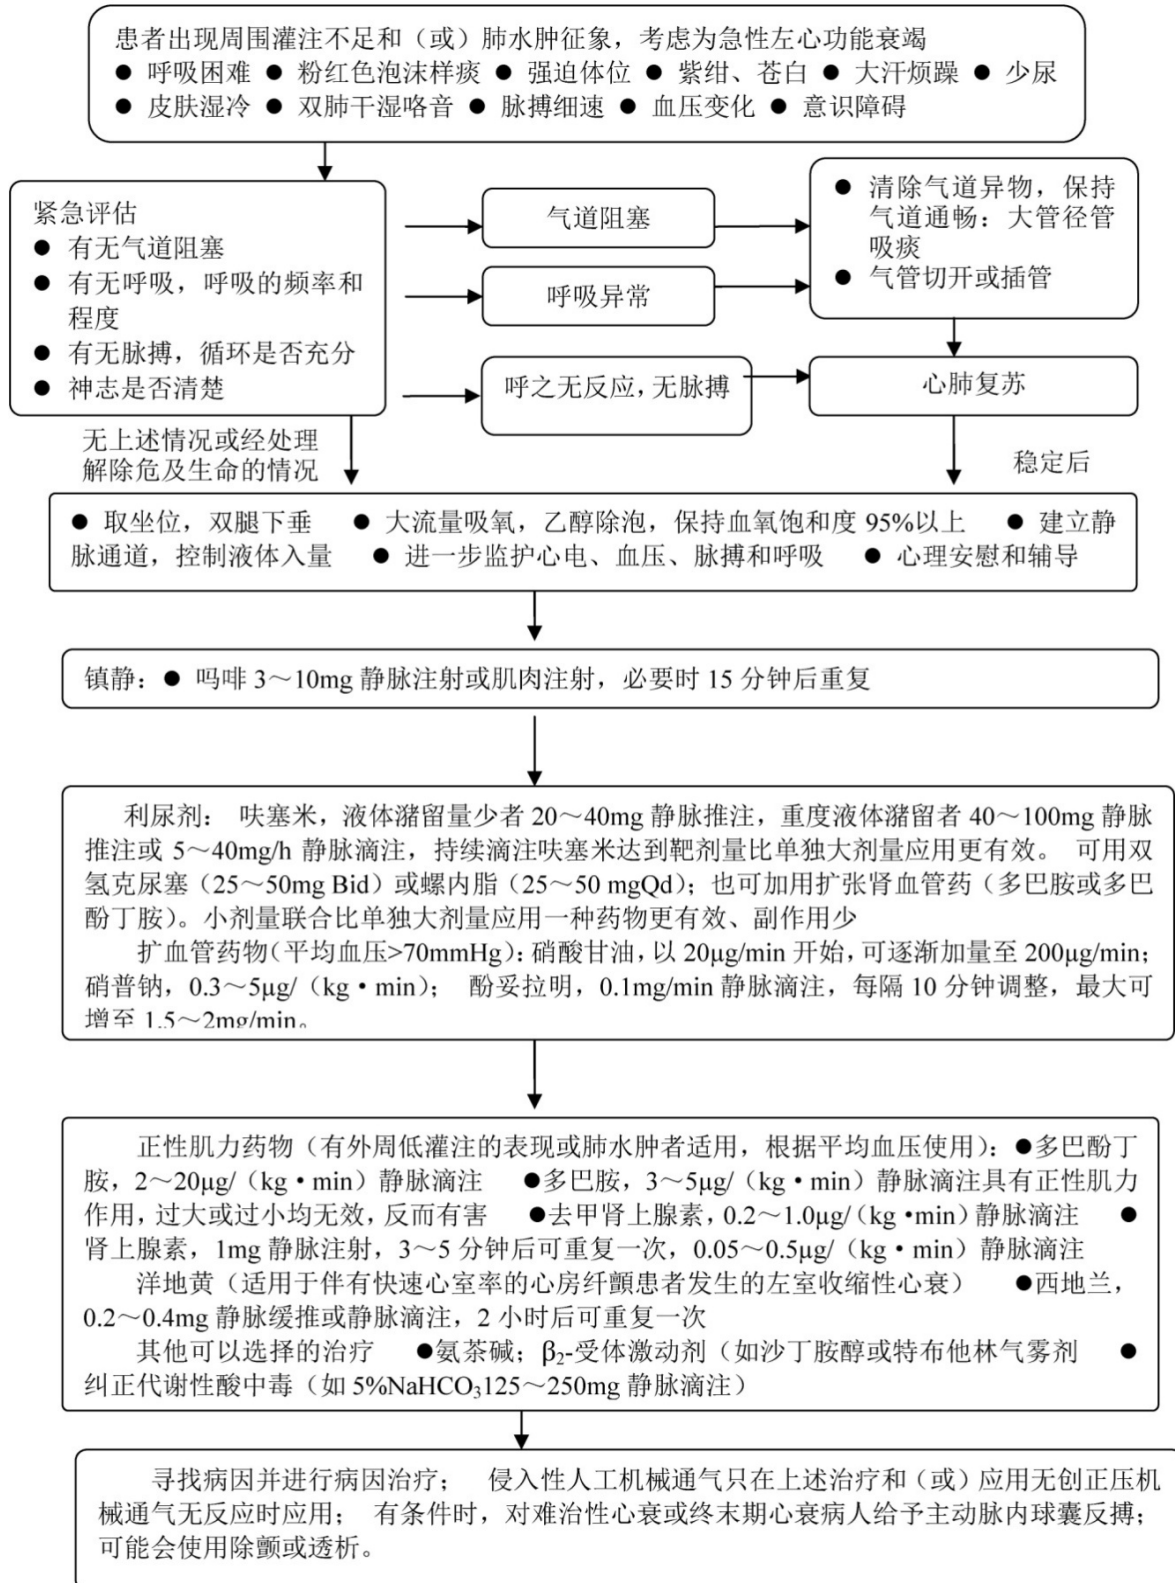 患者出现周围灌注不足和（或）肺水肿征象，考虑为急性左心功能衰竭
● 呼吸困难 ● 粉红色泡沫样痰 ● 强迫体位 ● 紫绀、苍白 ● 大汗烦躁 ● 少尿
● 皮肤湿冷 ● 双肺干湿咯音 ● 脉搏细速 ● 血压变化 ● 意识障碍
紧急评估
● 有无气道阻塞
● 有无呼吸，呼吸的频率和
程度
● 有无脉搏，循环是否充分
● 神志是否清楚
气道阻塞
呼吸异常
呼之无反应，无脉搏
● 清除气道异物，保持
气道通畅：大管径管
吸痰
● 气管切开或插管
心肺复苏
无上述情况或经处理
解除危及生命的情况
稳定后
● 取坐位，双腿下垂 ● 大流量吸氧，乙醇除泡，保持血氧饱和度 95%以上 ● 建立静
脉通道，控制液体入量 ● 进一步监护心电、血压、脉搏和呼吸 ● 心理安慰和辅导
镇静：● 吗啡 3～10mg 静脉注射或肌肉注射，必要时 15 分钟后重复
利尿剂： 呋塞米，液体潴留量少者 20～40mg 静脉推注，重度液体潴留者 40～100mg 静脉
推注或 5～40mg/h 静脉滴注，持续滴注呋塞米达到靶剂量比单独大剂量应用更有效。 可用双
氢克尿塞（25～50mg Bid）或螺内脂（25～50 mgQd）；也可加用扩张肾血管药（多巴胺或多巴
酚丁胺）。小剂量联合比单独大剂量应用一种药物更有效、副作用少
扩血管药物（平均血压>70mmHg）：硝酸甘油，以 20μg/min 开始，可逐渐加量至 200μg/min；
硝普钠，0.3～5μg/（kg·min）； 酚妥拉明，0.1mg/min 静脉滴注，每隔 10 分钟调整，最大可
增至 1.5～2mg/min。
正性肌力药物（有外周低灌注的表现或肺水肿者适用，根据平均血压使用）：●多巴酚丁
胺，2～20μg/（kg·min）静脉滴注 ●多巴胺，3～5μg/（kg·min）静脉滴注具有正性肌力
作用，过大或过小均无效，反而有害 ●去甲肾上腺素，0.2～1.0μg/（kg·min）静脉滴注 ●
肾上腺素，1mg 静脉注射，3～5 分钟后可重复一次，0.05～0.5μg/（kg·min）静脉滴注
洋地黄（适用于伴有快速心室率的心房纤颤患者发生的左室收缩性心衰） ●西地兰，
0.2～0.4mg 静脉缓推或静脉滴注，2 小时后可重复一次
其他可以选择的治疗 ●氨茶碱；β₂-受体激动剂（如沙丁胺醇或特布他林气雾剂 ●
纠正代谢性酸中毒（如 5%NaHCO₃125～250mg 静脉滴注）
寻找病因并进行病因治疗； 侵入性人工机械通气只在上述治疗和（或）应用无创正压机
械通气无反应时应用； 有条件时，对难治性心衰或终末期心衰病人给予主动脉内球囊反搏；
可能会使用除颤或透析。